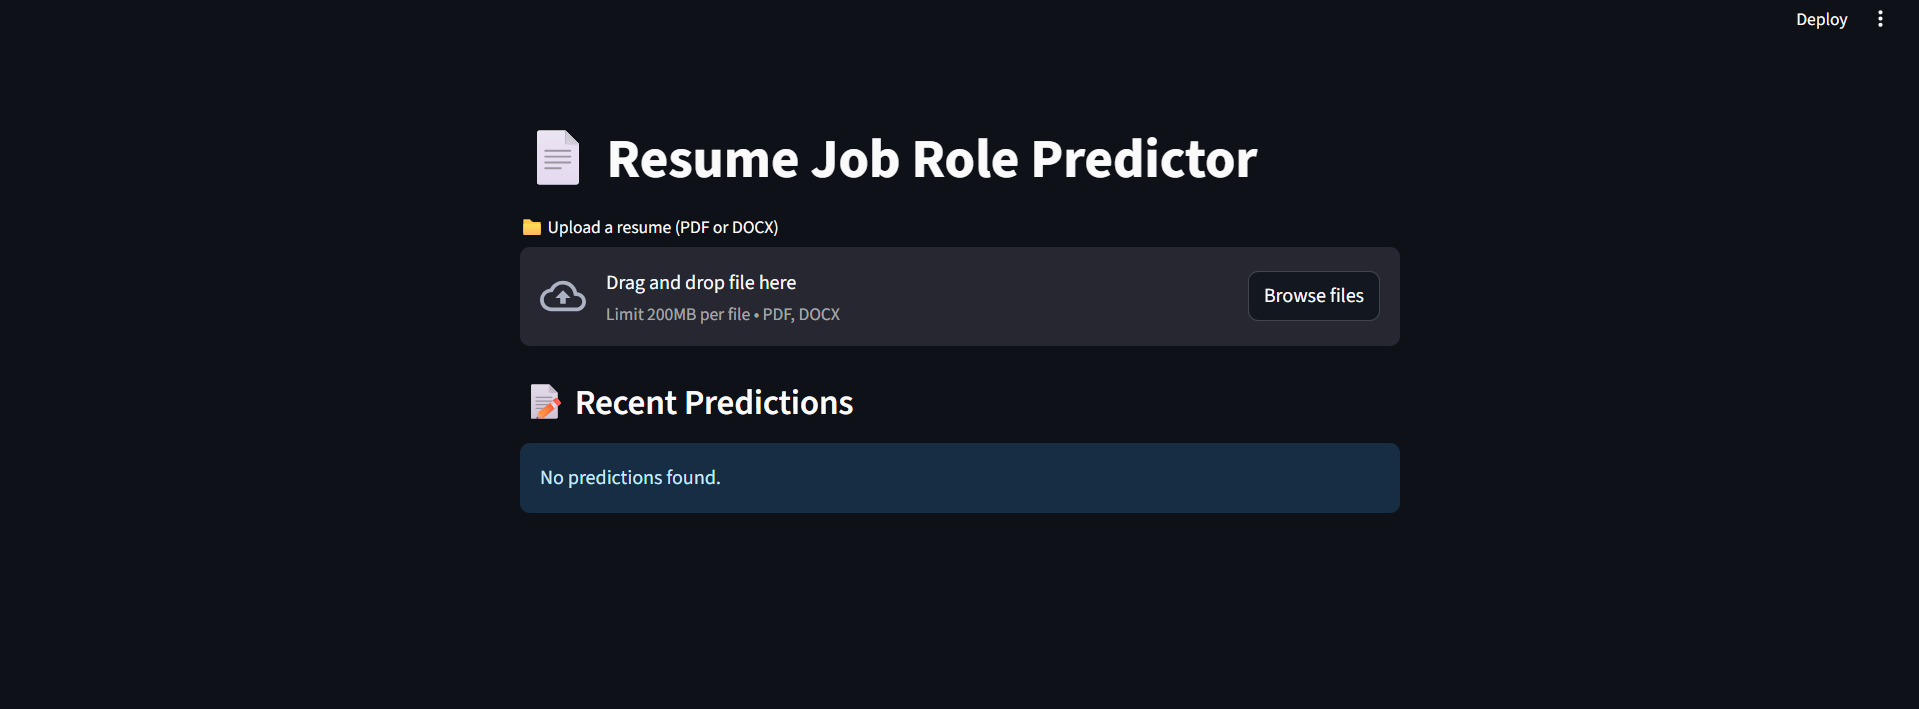 Deploy
Resume Job Role Predictor
Upload a resume (PDF or DOCX)
Drag and drop file here
Limit 200MB per file • PDF, DOCX
Browse files
Recent Predictions
No predictions found.